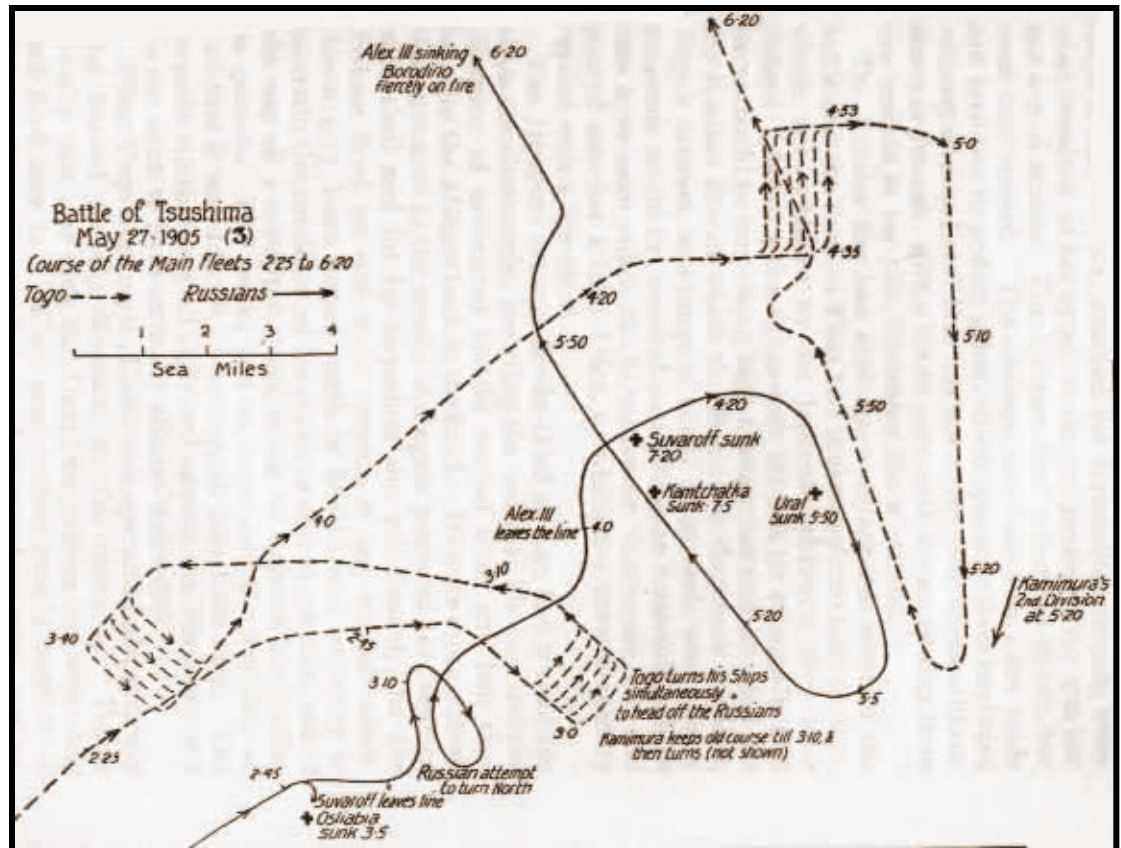 6·20
Alex III sinking
Borodino
fiercely on fire
6·20
4·53
5·0
Battle of Tsushima
May 27·1905 (3)
Course of the Main Fleets 2·25 to 6·20
Togo Russians
1 2 3 4
Sea Miles
4·35
4·20
5·50
5·10
4·20
5·50
Suvaroff sunk
7·20
Kamtchatka
sunk 7·5
Ural
sunk 5·50
Alex III
leaves the line
4·0
4·0
3·10
5·20
Kamimura's
2nd. Division
at 5·20
5·20
3·40
2·45
3·10
Togo turns his Ships
simultaneously
to head off the Russians
5·5
3·0
Kamimura keeps old course till 3·10, &
then turns (not shown)
2·25
2·45
Russian attempt
to turn North
Suvaroff leaves line
Osliabia
sunk 3·5